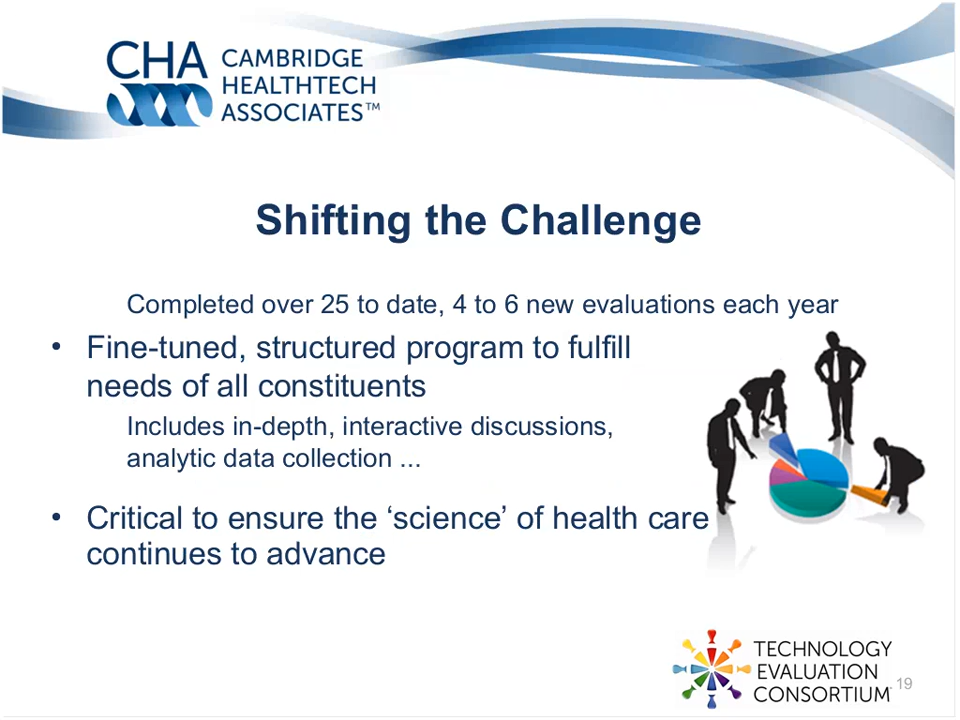 CHA
CAMBRIDGE
HEALTHTECH
ASSOCIATES™
Shifting the Challenge
Completed over 25 to date, 4 to 6 new evaluations each year
• Fine-tuned, structured program to fulfill
needs of all constituents
Includes in-depth, interactive discussions,
analytic data collection ...
• Critical to ensure the ‘science’ of health care
continues to advance
TECHNOLOGY
EVALUATION
CONSORTIUM
19